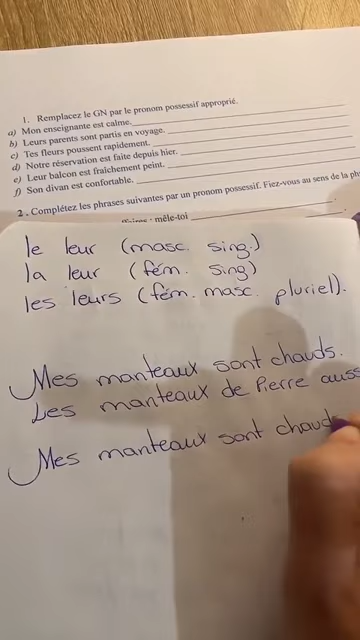 1. Remplacez le GN par le pronom possessif approprié.
a) Mon enseignante est calme.
b) Leurs parents sont partis en voyage.
c) Tes fleurs poussent rapidement.
d) Notre réservation est faite depuis hier.
e) Leur balcon est fraîchement peint.
f) Son divan est confortable.
2. Complétez les phrases suivantes par un pronom possessif. Fiez-vous au sens de la
- mêle-toi
le leur (masc. sing.)
la leur (fém. sing)
les leurs (fém. masc. pluriel).
Mes manteaux sont chauds.
Les manteaux de Pierre auss
Mes manteaux sont chauds